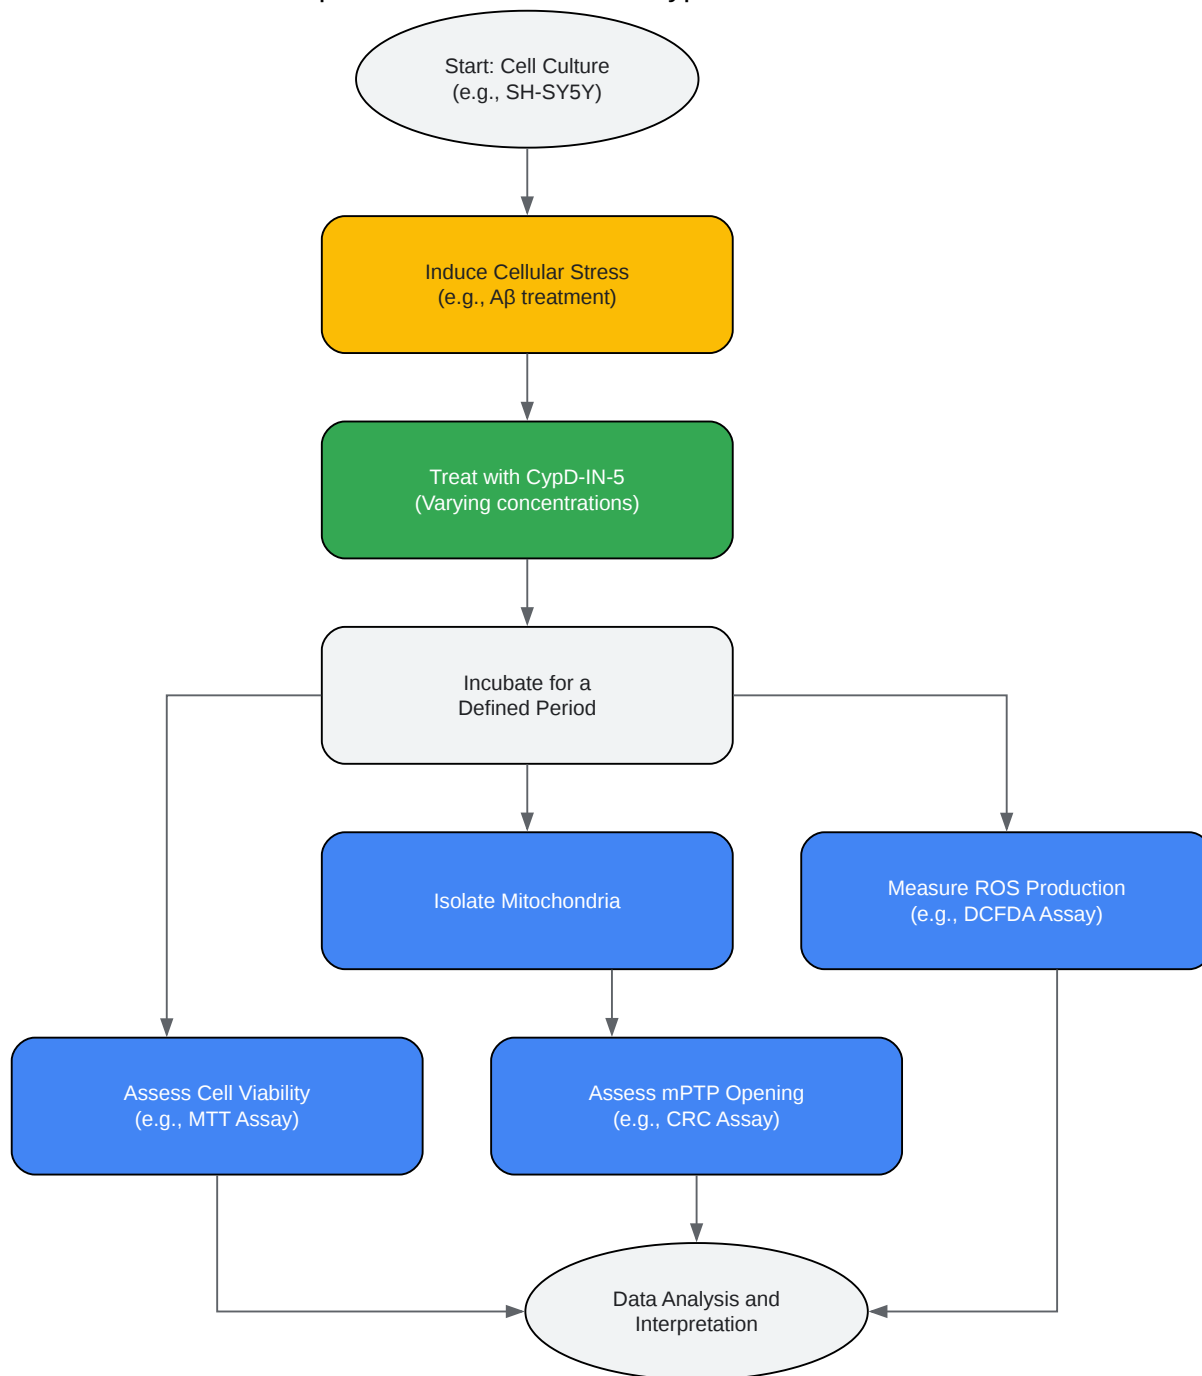 Start: Cell Culture
(e.g., SH-SY5Y)
Induce Cellular Stress
(e.g., Aβ treatment)
Treat with CypD-IN-5
(Varying concentrations)
Incubate for a
Defined Period
Isolate Mitochondria
Measure ROS Production
(e.g., DCFDA Assay)
Assess Cell Viability
(e.g., MTT Assay)
Assess mPTP Opening
(e.g., CRC Assay)
Data Analysis and
Interpretation